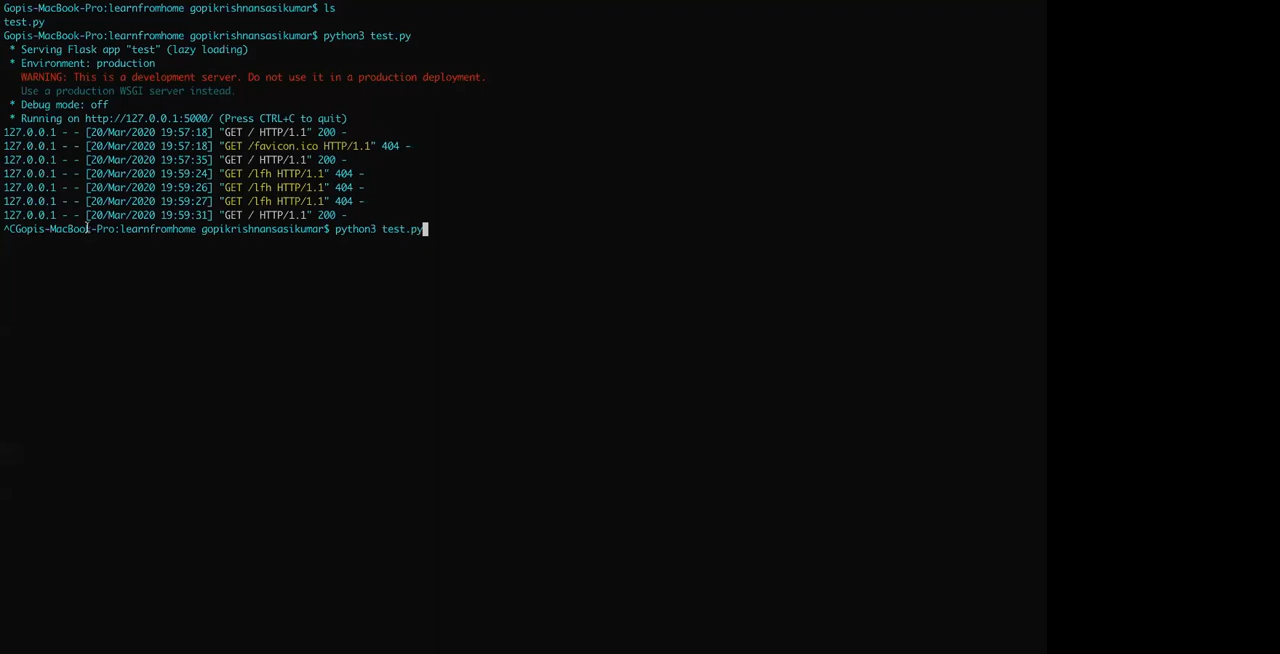 Gopis-MacBook-Pro:learnfromhome gopikrishnansasikumar$ ls
test.py
Gopis-MacBook-Pro:learnfromhome gopikrishnansasikumar$ python3 test.py
 * Serving Flask app "test" (lazy loading)
 * Environment: production
   WARNING: This is a development server. Do not use it in a production deployment.
   Use a production WSGI server instead.
 * Debug mode: off
 * Running on http://127.0.0.1:5000/ (Press CTRL+C to quit)
127.0.0.1 - - [20/Mar/2020 19:57:18] "GET / HTTP/1.1" 200 -
127.0.0.1 - - [20/Mar/2020 19:57:18] "GET /favicon.ico HTTP/1.1" 404 -
127.0.0.1 - - [20/Mar/2020 19:57:35] "GET / HTTP/1.1" 200 -
127.0.0.1 - - [20/Mar/2020 19:59:24] "GET /lfh HTTP/1.1" 404 -
127.0.0.1 - - [20/Mar/2020 19:59:26] "GET /lfh HTTP/1.1" 404 -
127.0.0.1 - - [20/Mar/2020 19:59:27] "GET /lfh HTTP/1.1" 404 -
127.0.0.1 - - [20/Mar/2020 19:59:31] "GET / HTTP/1.1" 200 -
^CGopis-MacBook-Pro:learnfromhome gopikrishnansasikumar$ python3 test.py